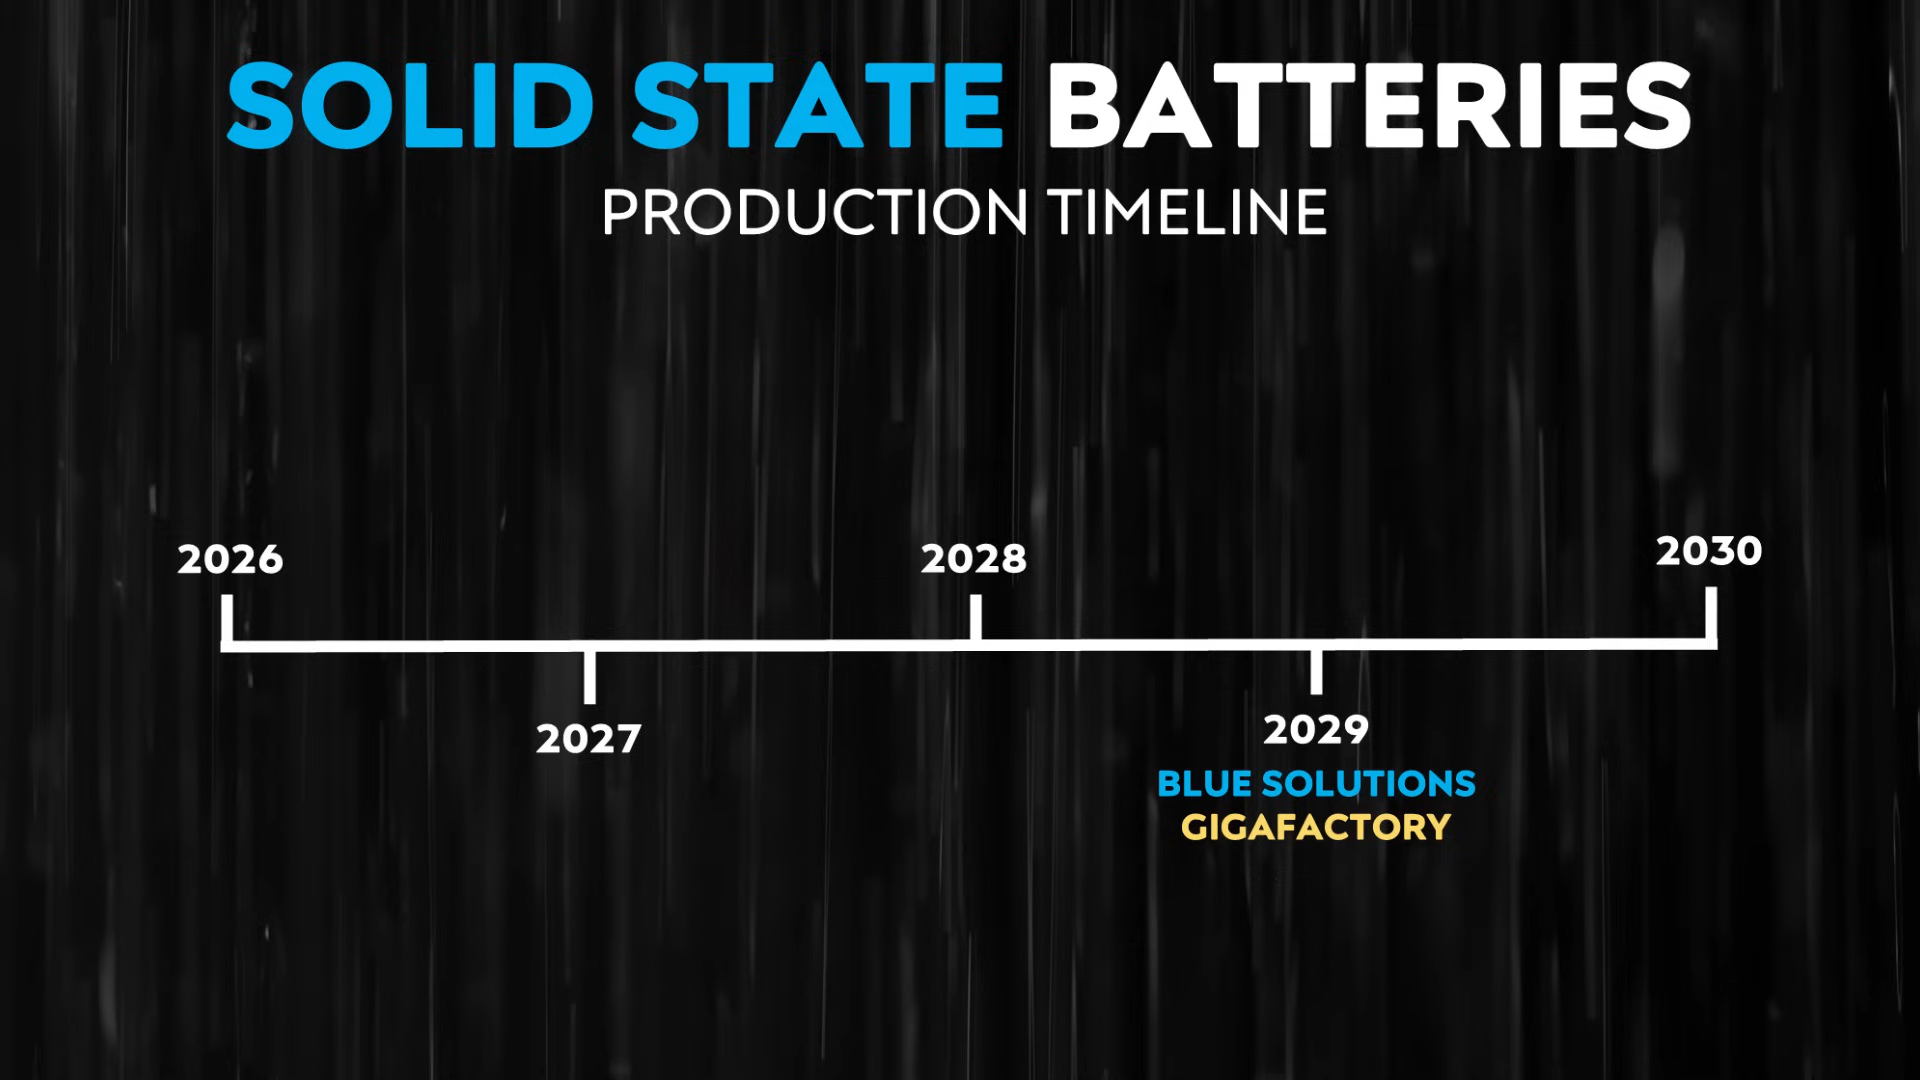 SOLID STATE BATTERIES
PRODUCTION TIMELINE
2026
2028
2030
2027
2029
BLUE SOLUTIONS
GIGAFACTORY